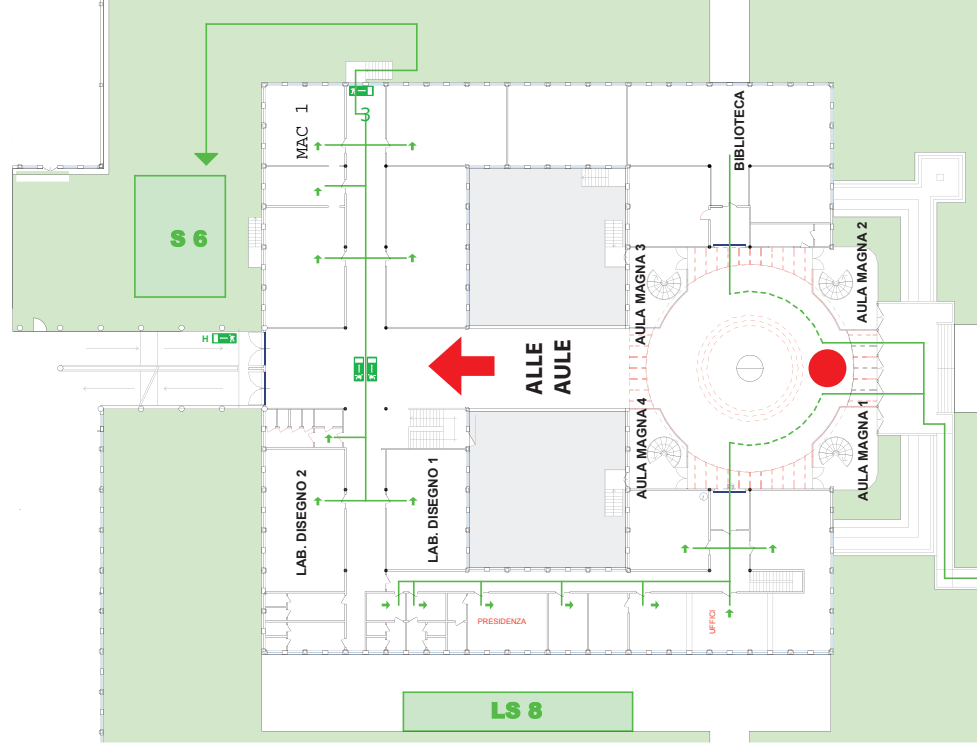 MAC 1
BIBLIOTECA
S 6
AULA MAGNA 3
AULA MAGNA 2
H
ALLE
AULE
AULA MAGNA 4
AULA MAGNA 1
LAB. DISEGNO 2
LAB. DISEGNO 1
PRESIDENZA
UFFICI
LS 8